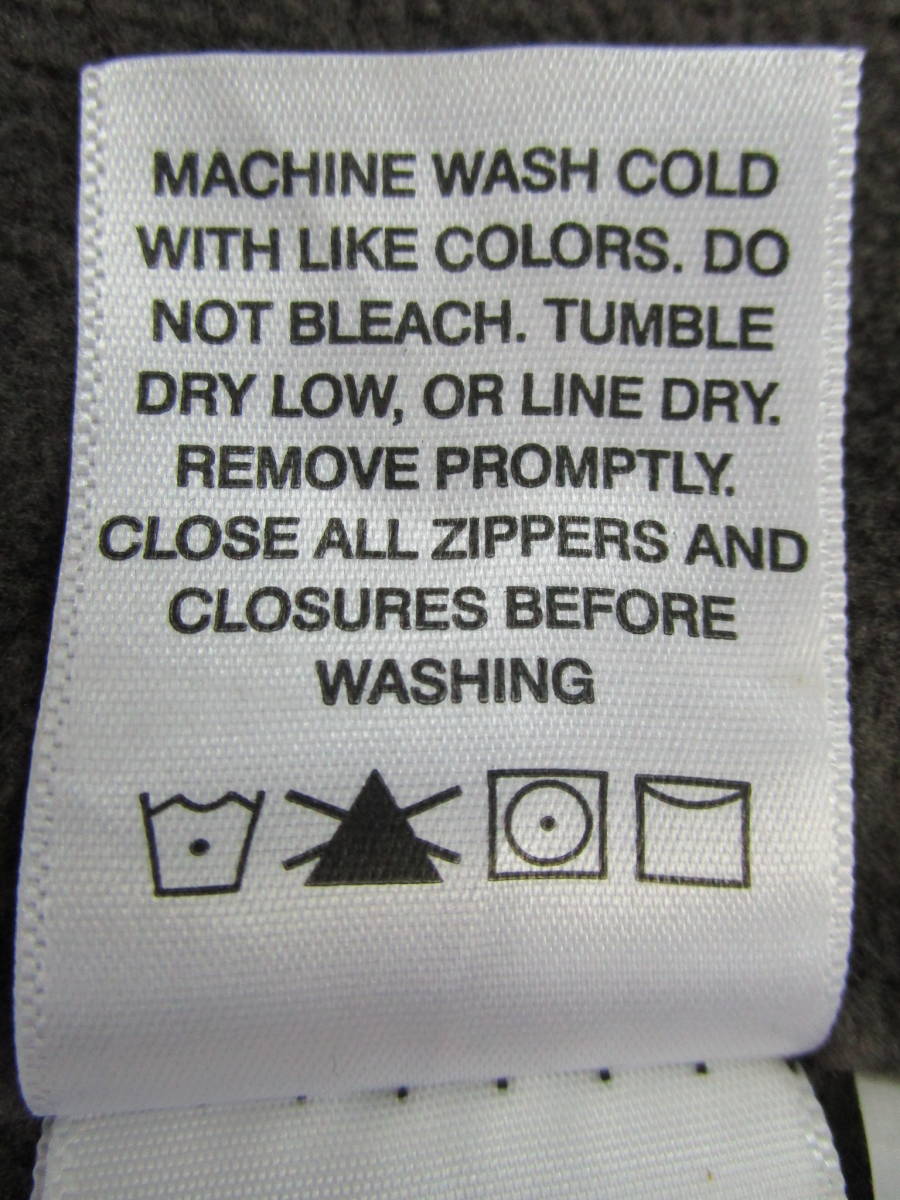 MACHINE WASH COLD
WITH LIKE COLORS. DO
NOT BLEACH. TUMBLE
DRY LOW, OR LINE DRY.
REMOVE PROMPTLY.
CLOSE ALL ZIPPERS AND
CLOSURES BEFORE
WASHING